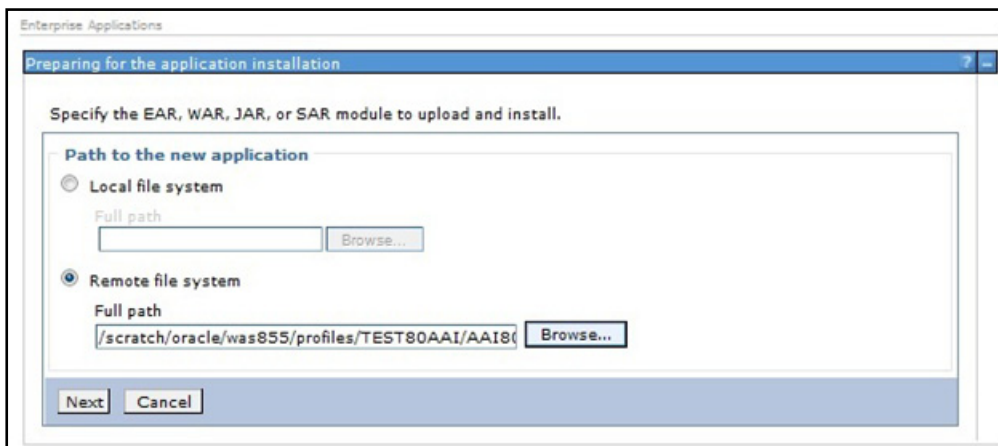 Enterprise Applications
Preparing for the application installation ? –
Specify the EAR, WAR, JAR, or SAR module to upload and install.
Path to the new application
Local file system
Full path
Browse...
Remote file system
Full path
/scratch/oracle/was855/profiles/TEST80AAI/AAI80 Browse...
Next Cancel